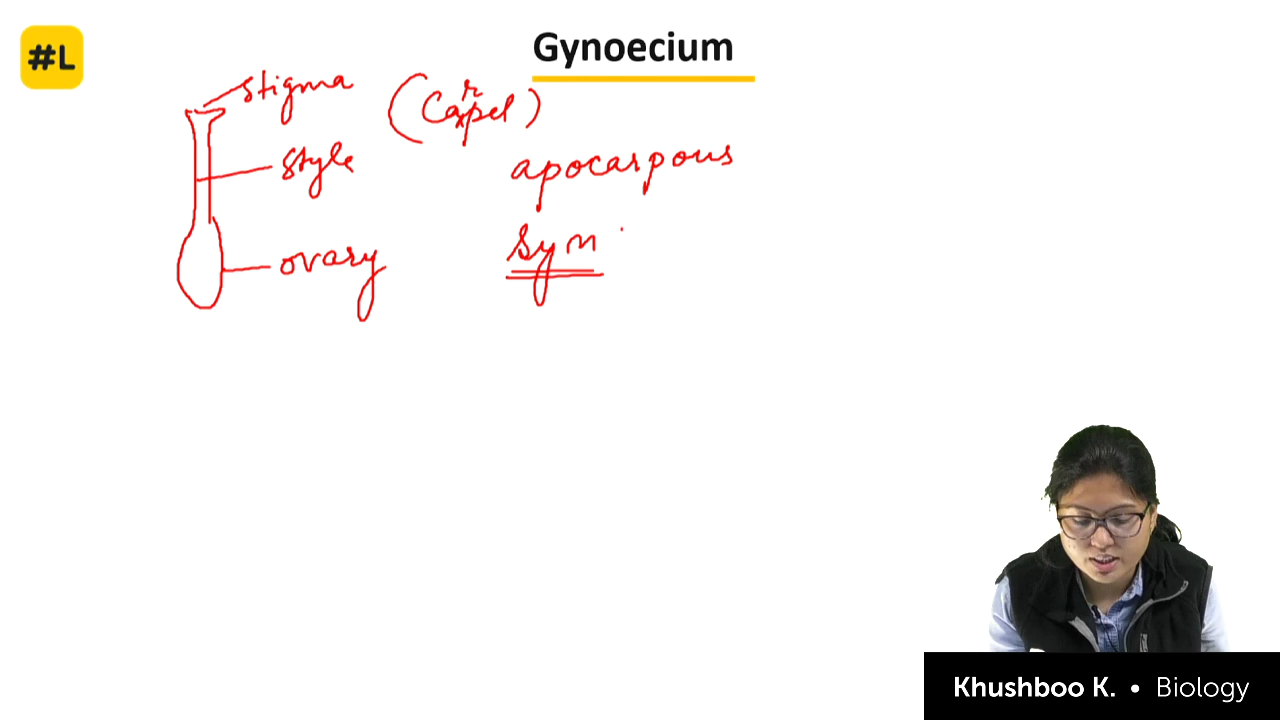 #L
Gynoecium
Stigma
(Carpel)
Style
apocarpous
ovary
Syn
Khushboo K. • Biology